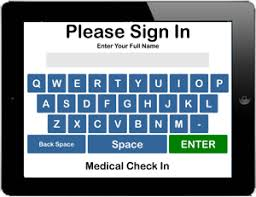 Please Sign In
Enter Your Full Name
Q W E R T Y U I O P
A S D F G H J K L
Z X C V B N M -
Back Space Space ENTER
Medical Check In